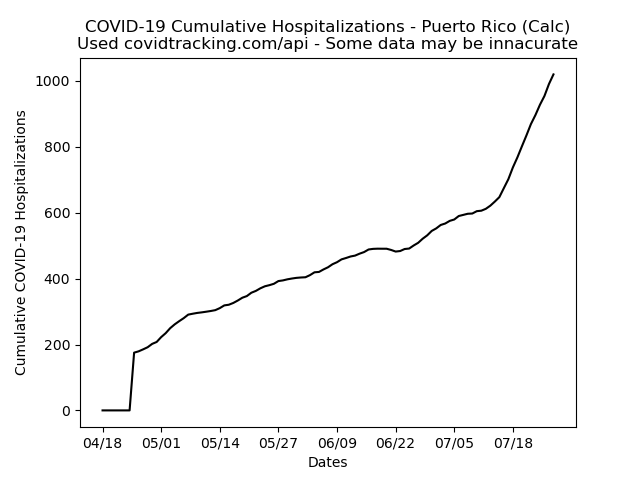 COVID-19 Cumulative Hospitalizations - Puerto Rico (Calc)
Used covidtracking.com/api - Some data may be innacurate
Cumulative COVID-19 Hospitalizations
1000
800
600
400
200
0
04/18 05/01 05/14 05/27 06/09 06/22 07/05 07/18
Dates